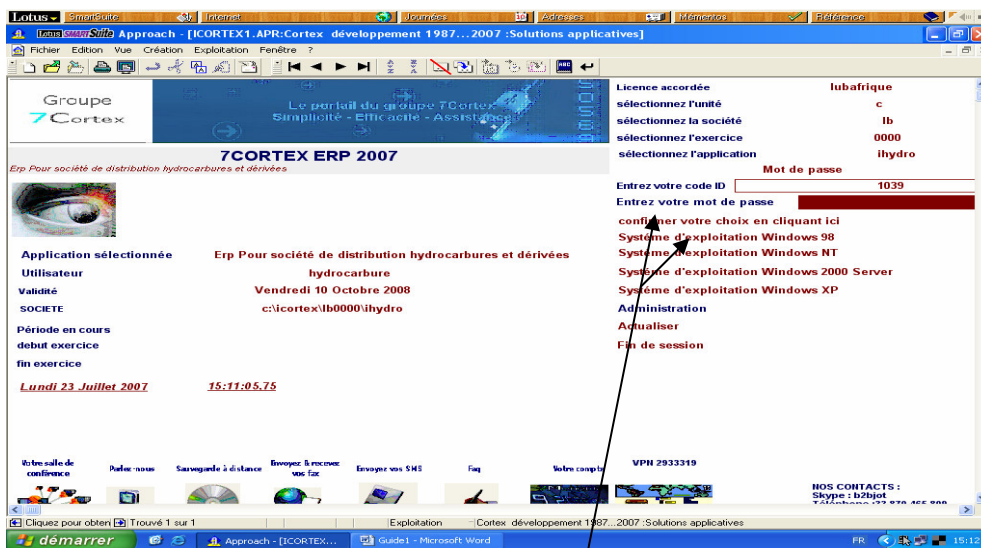 Lotus SmartSuite Internet Journées Adresses Mémentos Référence
Lotus SMARTSuite Approach - [ICORTEX1.APR:Cortex développement 1987...2007 :Solutions applicatives]
Fichier Edition Vue Création Exploitation Fenêtre ?
Groupe
7Cortex
Le portail du groupe 7Cortex
Simplicité - Efficacité - Assistance
7CORTEX ERP 2007
Erp Pour société de distribution hydrocarbures et dérivées
Application sélectionnée Erp Pour société de distribution hydrocarbures et dérivées
Utilisateur hydrocarbure
Validité Vendredi 10 Octobre 2008
SOCIETE c:\icortex\lb0000\ihydro
Période en cours
debut exercice
fin exercice
Lundi 23 Juillet 2007 15:11:05.75
Licence accordée lubafrique
sélectionnez l'unité c
sélectionnez la société lb
sélectionnez l'exercice 0000
sélectionnez l'application ihydro
Mot de passe
Entrez votre code ID 1039
Entrez votre mot de passe
confirmer votre choix en cliquant ici
Systéme d'exploitation Windows 98
Systéme d'exploitation Windows NT
Systéme d'exploitation Windows 2000 Server
Systéme d'exploitation Windows XP
Administration
Actualiser
Fin de session
Votre salle de conférence
Parlez-nous
Sauvegarde à distance
Envoyez & recevez vos fax
Envoyez vos SMS
Faq
Votre compte
VPN 2933319
NOS CONTACTS :
Skype : b2bjot
Cliquez pour obten Trouvé 1 sur 1 Exploitation Cortex développement 1987...2007 :Solutions applicatives
démarrer Approach - [ICORTEX... Guide1 - Microsoft Word FR 15:12